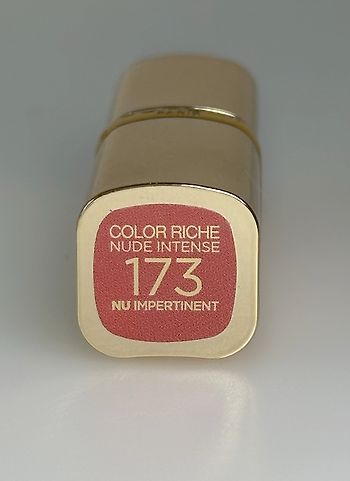 COLOR RICHE
NUDE INTENSE
173
NU IMPERTINENT